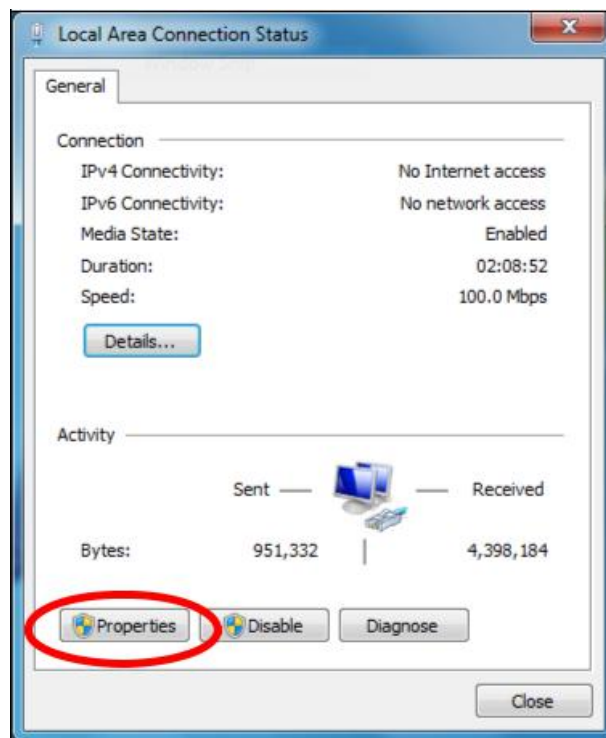 Local Area Connection Status
General
Connection
IPv4 Connectivity: No Internet access
IPv6 Connectivity: No network access
Media State: Enabled
Duration: 02:08:52
Speed: 100.0 Mbps
Details...
Activity
Sent Received
Bytes: 951,332 4,398,184
Properties Disable Diagnose
Close